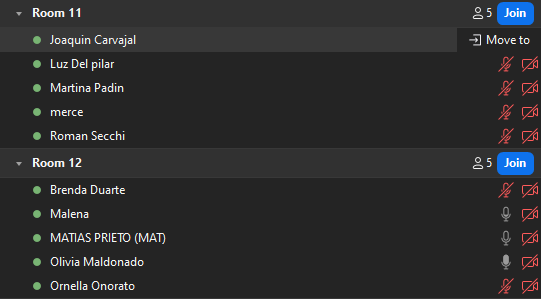 Room 11 5 Join
Joaquin Carvajal Move to
Luz Del pilar
Martina Padin
merce
Roman Secchi
Room 12 5 Join
Brenda Duarte
Malena
MATIAS PRIETO (MAT)
Olivia Maldonado
Ornella Onorato